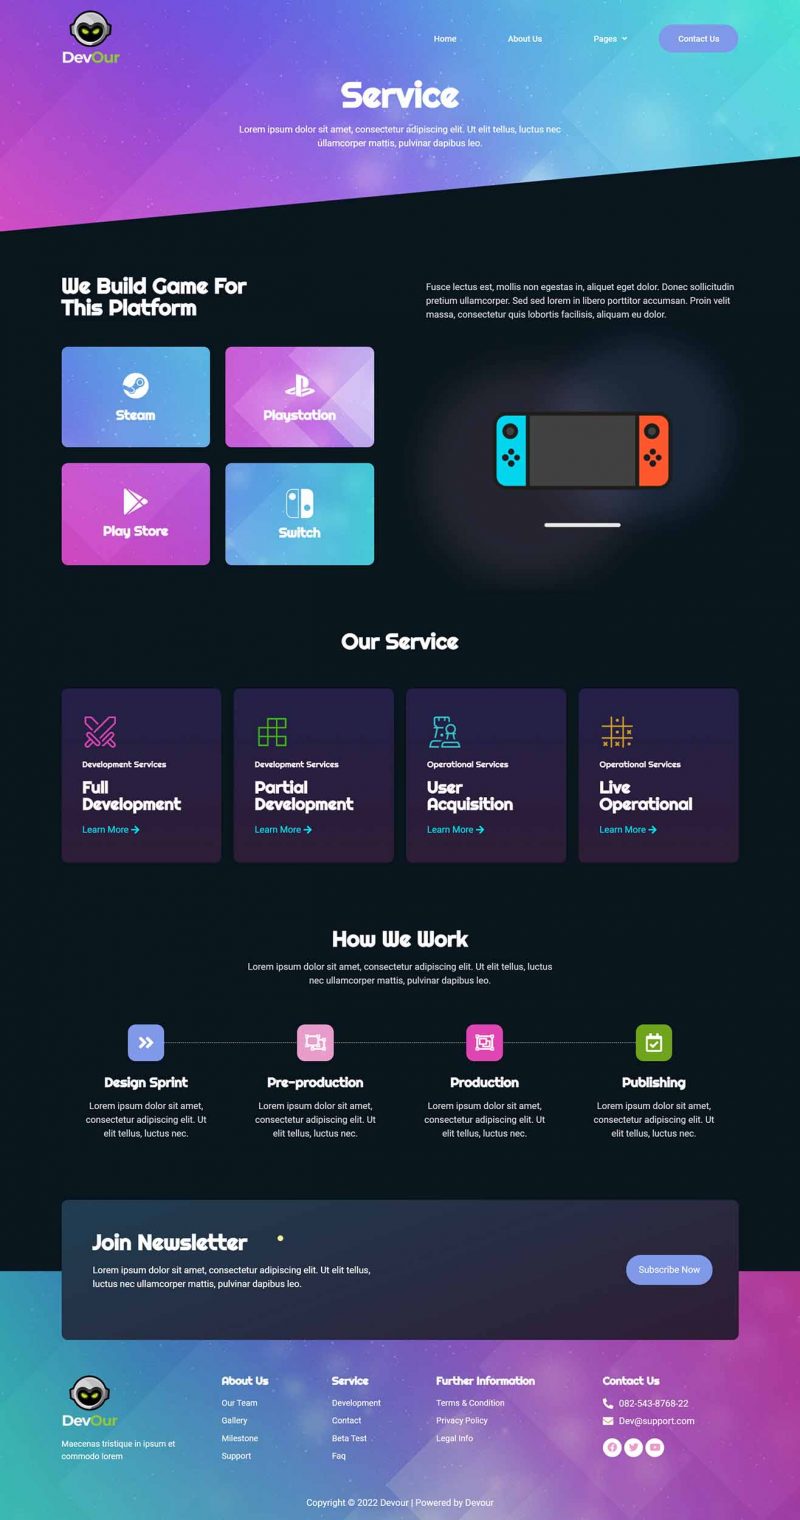 DevOur
Home
About Us
Pages
Contact Us
Service
Lorem ipsum dolor sit amet, consectetur adipiscing elit. Ut elit tellus, luctus nec
ullamcorper mattis, pulvinar dapibus leo.
We Build Game For
This Platform
Fusce lectus est, mollis non egestas in, aliquet eget dolor. Donec sollicitudin
pretium ullamcorper. Sed sed lorem in libero porttitor accumsan. Proin velit
massa, consectetur quis lobortis facilisis, aliquam eu dolor.
Steam
Playstation
Play Store
Switch
Our Service
Development Services
Full
Development
Learn More
Development Services
Partial
Development
Learn More
Operational Services
User
Acquisition
Learn More
Operational Services
Live
Operational
Learn More
How We Work
Lorem ipsum dolor sit amet, consectetur adipiscing elit. Ut elit tellus, luctus
nec ullamcorper mattis, pulvinar dapibus leo.
Design Sprint
Lorem ipsum dolor sit amet,
consectetur adipiscing elit. Ut
elit tellus, luctus nec.
Pre-production
Lorem ipsum dolor sit amet,
consectetur adipiscing elit. Ut
elit tellus, luctus nec.
Production
Lorem ipsum dolor sit amet,
consectetur adipiscing elit. Ut
elit tellus, luctus nec.
Publishing
Lorem ipsum dolor sit amet,
consectetur adipiscing elit. Ut
elit tellus, luctus nec.
Join Newsletter
Lorem ipsum dolor sit amet, consectetur adipiscing elit. Ut elit tellus,
luctus nec ullamcorper mattis, pulvinar dapibus leo.
Subscribe Now
DevOur
Maecenas tristique in ipsum et
commodo lorem
About Us
Our Team
Gallery
Milestone
Support
Service
Development
Contact
Beta Test
Faq
Further Information
Terms & Condition
Privacy Policy
Legal Info
Contact Us
082-543-8768-22
Dev@support.com
Copyright © 2022 Devour | Powered by Devour